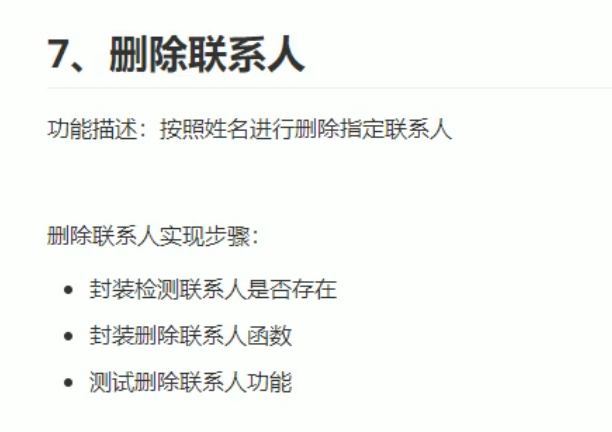 7、删除联系人
功能描述：按照姓名进行删除指定联系人
删除联系人实现步骤：
封装检测联系人是否存在
封装删除联系人函数
测试删除联系人功能